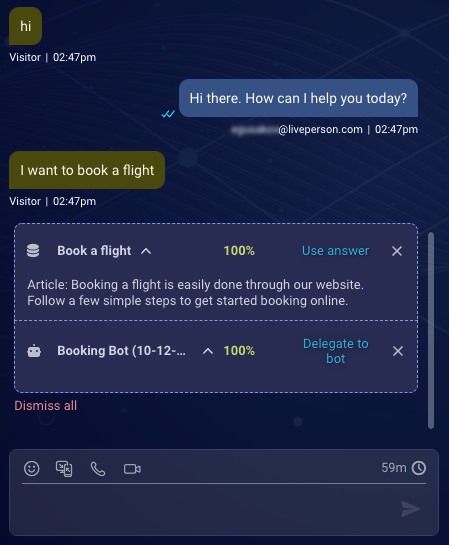 hi
Visitor | 02:47pm
Hi there. How can I help you today?
@liveperson.com | 02:47pm
I want to book a flight
Visitor | 02:47pm
Book a flight 100% Use answer
Article: Booking a flight is easily done through our website.
Follow a few simple steps to get started booking online.
Booking Bot (10-12-... 100% Delegate to
bot
Dismiss all
59m